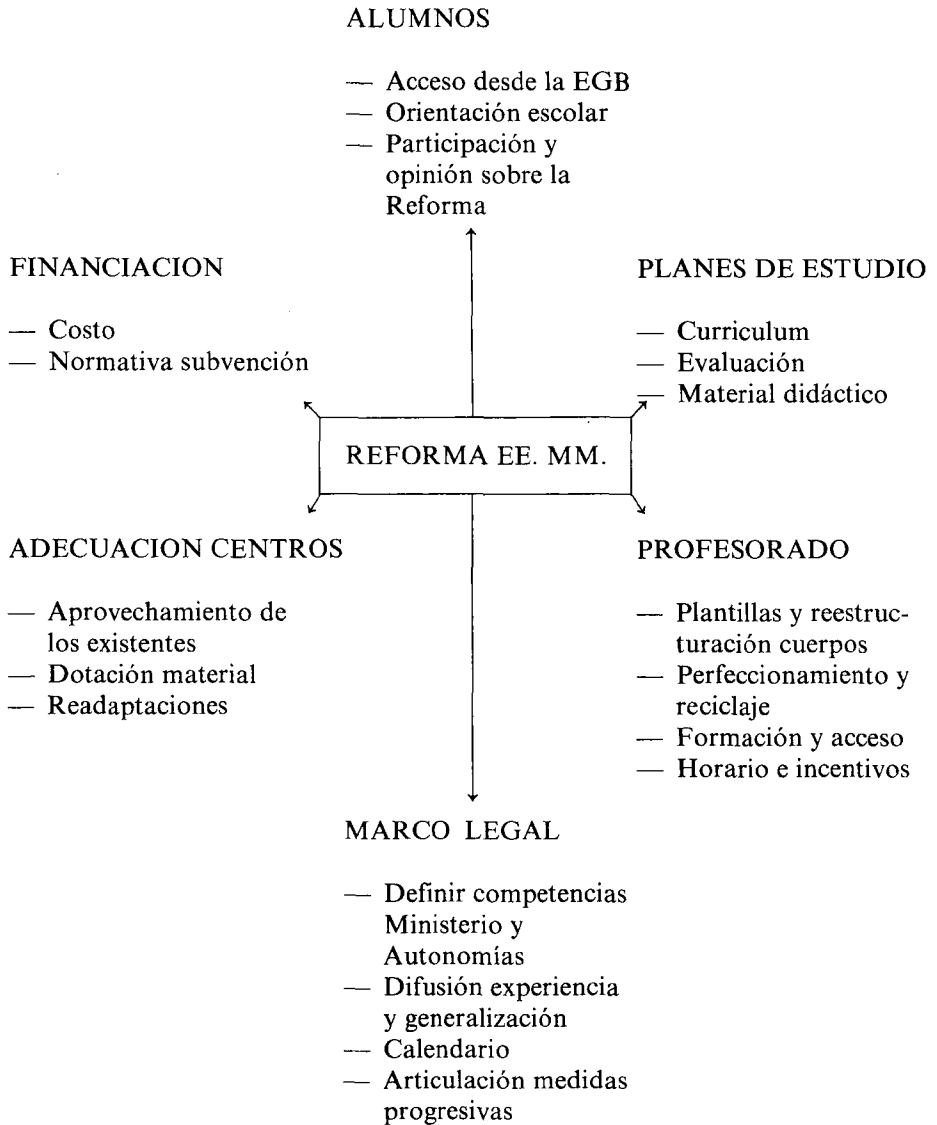 ALUMNOS
— Acceso desde la EGB
— Orientación escolar
— Participación y
opinión sobre la
Reforma
FINANCIACION
— Costo
— Normativa subvención
PLANES DE ESTUDIO
— Curriculum
— Evaluación
— Material didáctico
REFORMA EE. MM.
ADECUACION CENTROS
— Aprovechamiento de
los existentes
— Dotación material
— Readaptaciones
PROFESORADO
— Plantillas y reestruc-
turación cuerpos
— Perfeccionamiento y
reciclaje
— Formación y acceso
— Horario e incentivos
MARCO LEGAL
— Definir competencias
Ministerio y
Autonomías
— Difusión experiencia
y generalización
— Calendario
— Articulación medidas
progresivas